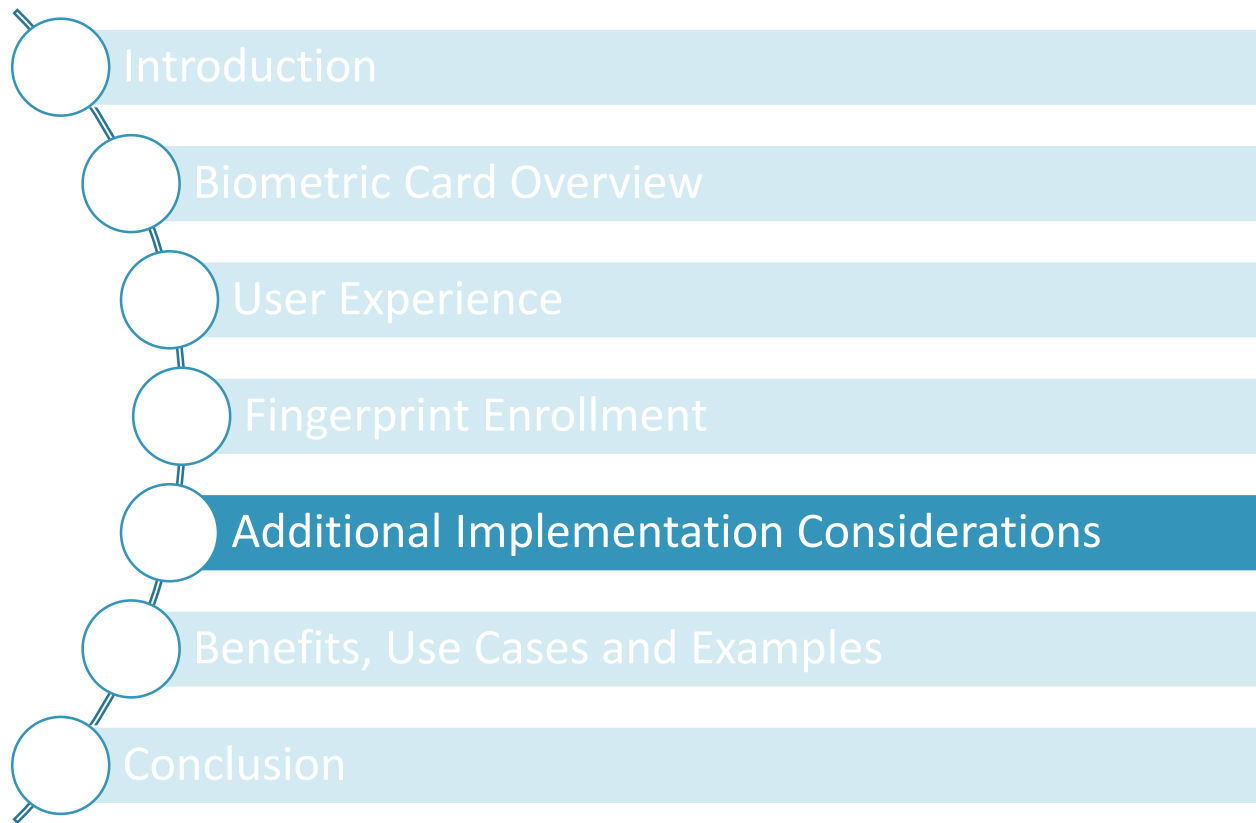 Introduction
Biometric Card Overview
User Experience
Fingerprint Enrollment
Additional Implementation Considerations
Benefits, Use Cases and Examples
Conclusion